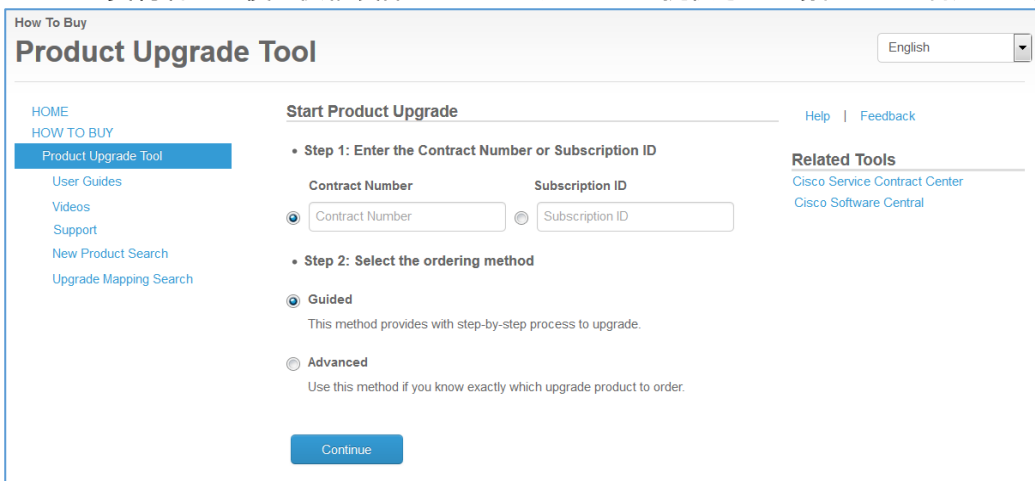 How To Buy
Product Upgrade Tool
English
HOME
HOW TO BUY
Product Upgrade Tool
User Guides
Videos
Support
New Product Search
Upgrade Mapping Search
Start Product Upgrade
• Step 1: Enter the Contract Number or Subscription ID
Contract Number Subscription ID
Contract Number Subscription ID
• Step 2: Select the ordering method
Guided
This method provides with step-by-step process to upgrade.
Advanced
Use this method if you know exactly which upgrade product to order.
Continue
Help | Feedback
Related Tools
Cisco Service Contract Center
Cisco Software Central